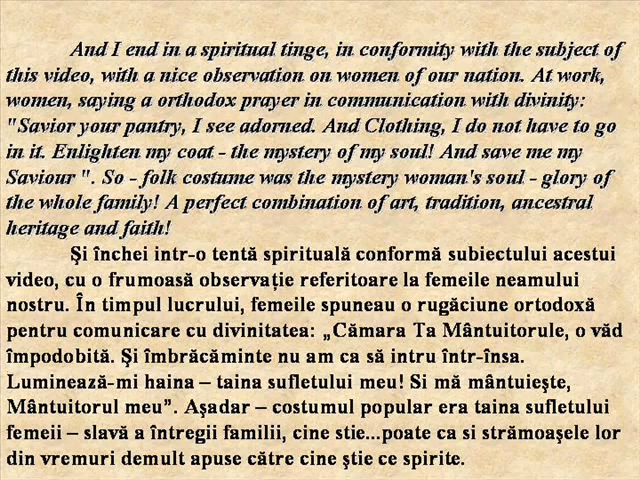 And I end in a spiritual tinge, in conformity with the subject of
this video, with a nice observation on women of our nation. At work,
women, saying a orthodox prayer in communication with divinity:
"Savior your pantry, I see adorned. And Clothing, I do not have to go
in it. Enlighten my coat - the mystery of my soul! And save me my
Saviour ". So - folk costume was the mystery woman's soul - glory of
the whole family! A perfect combination of art, tradition, ancestral
heritage and faith!
Şi închei intr-o tentă spirituală conformă subiectului acestui
video, cu o frumoasă observaţie referitoare la femeile neamului
nostru. În timpul lucrului, femeile spuneau o rugăciune ortodoxă
pentru comunicare cu divinitatea: „Cămara Ta Mântuitorule, o văd
împodobită. Şi îmbrăcăminte nu am ca să intru într-însa.
Luminează-mi haina – taina sufletului meu! Si mă mântuieşte,
Mântuitorul meu”. Aşadar – costumul popular era taina sufletului
femeii – slavă a întregii familii, cine stie...poate ca si strămoaşele lor
din vremuri demult apuse către cine ştie ce spirite.